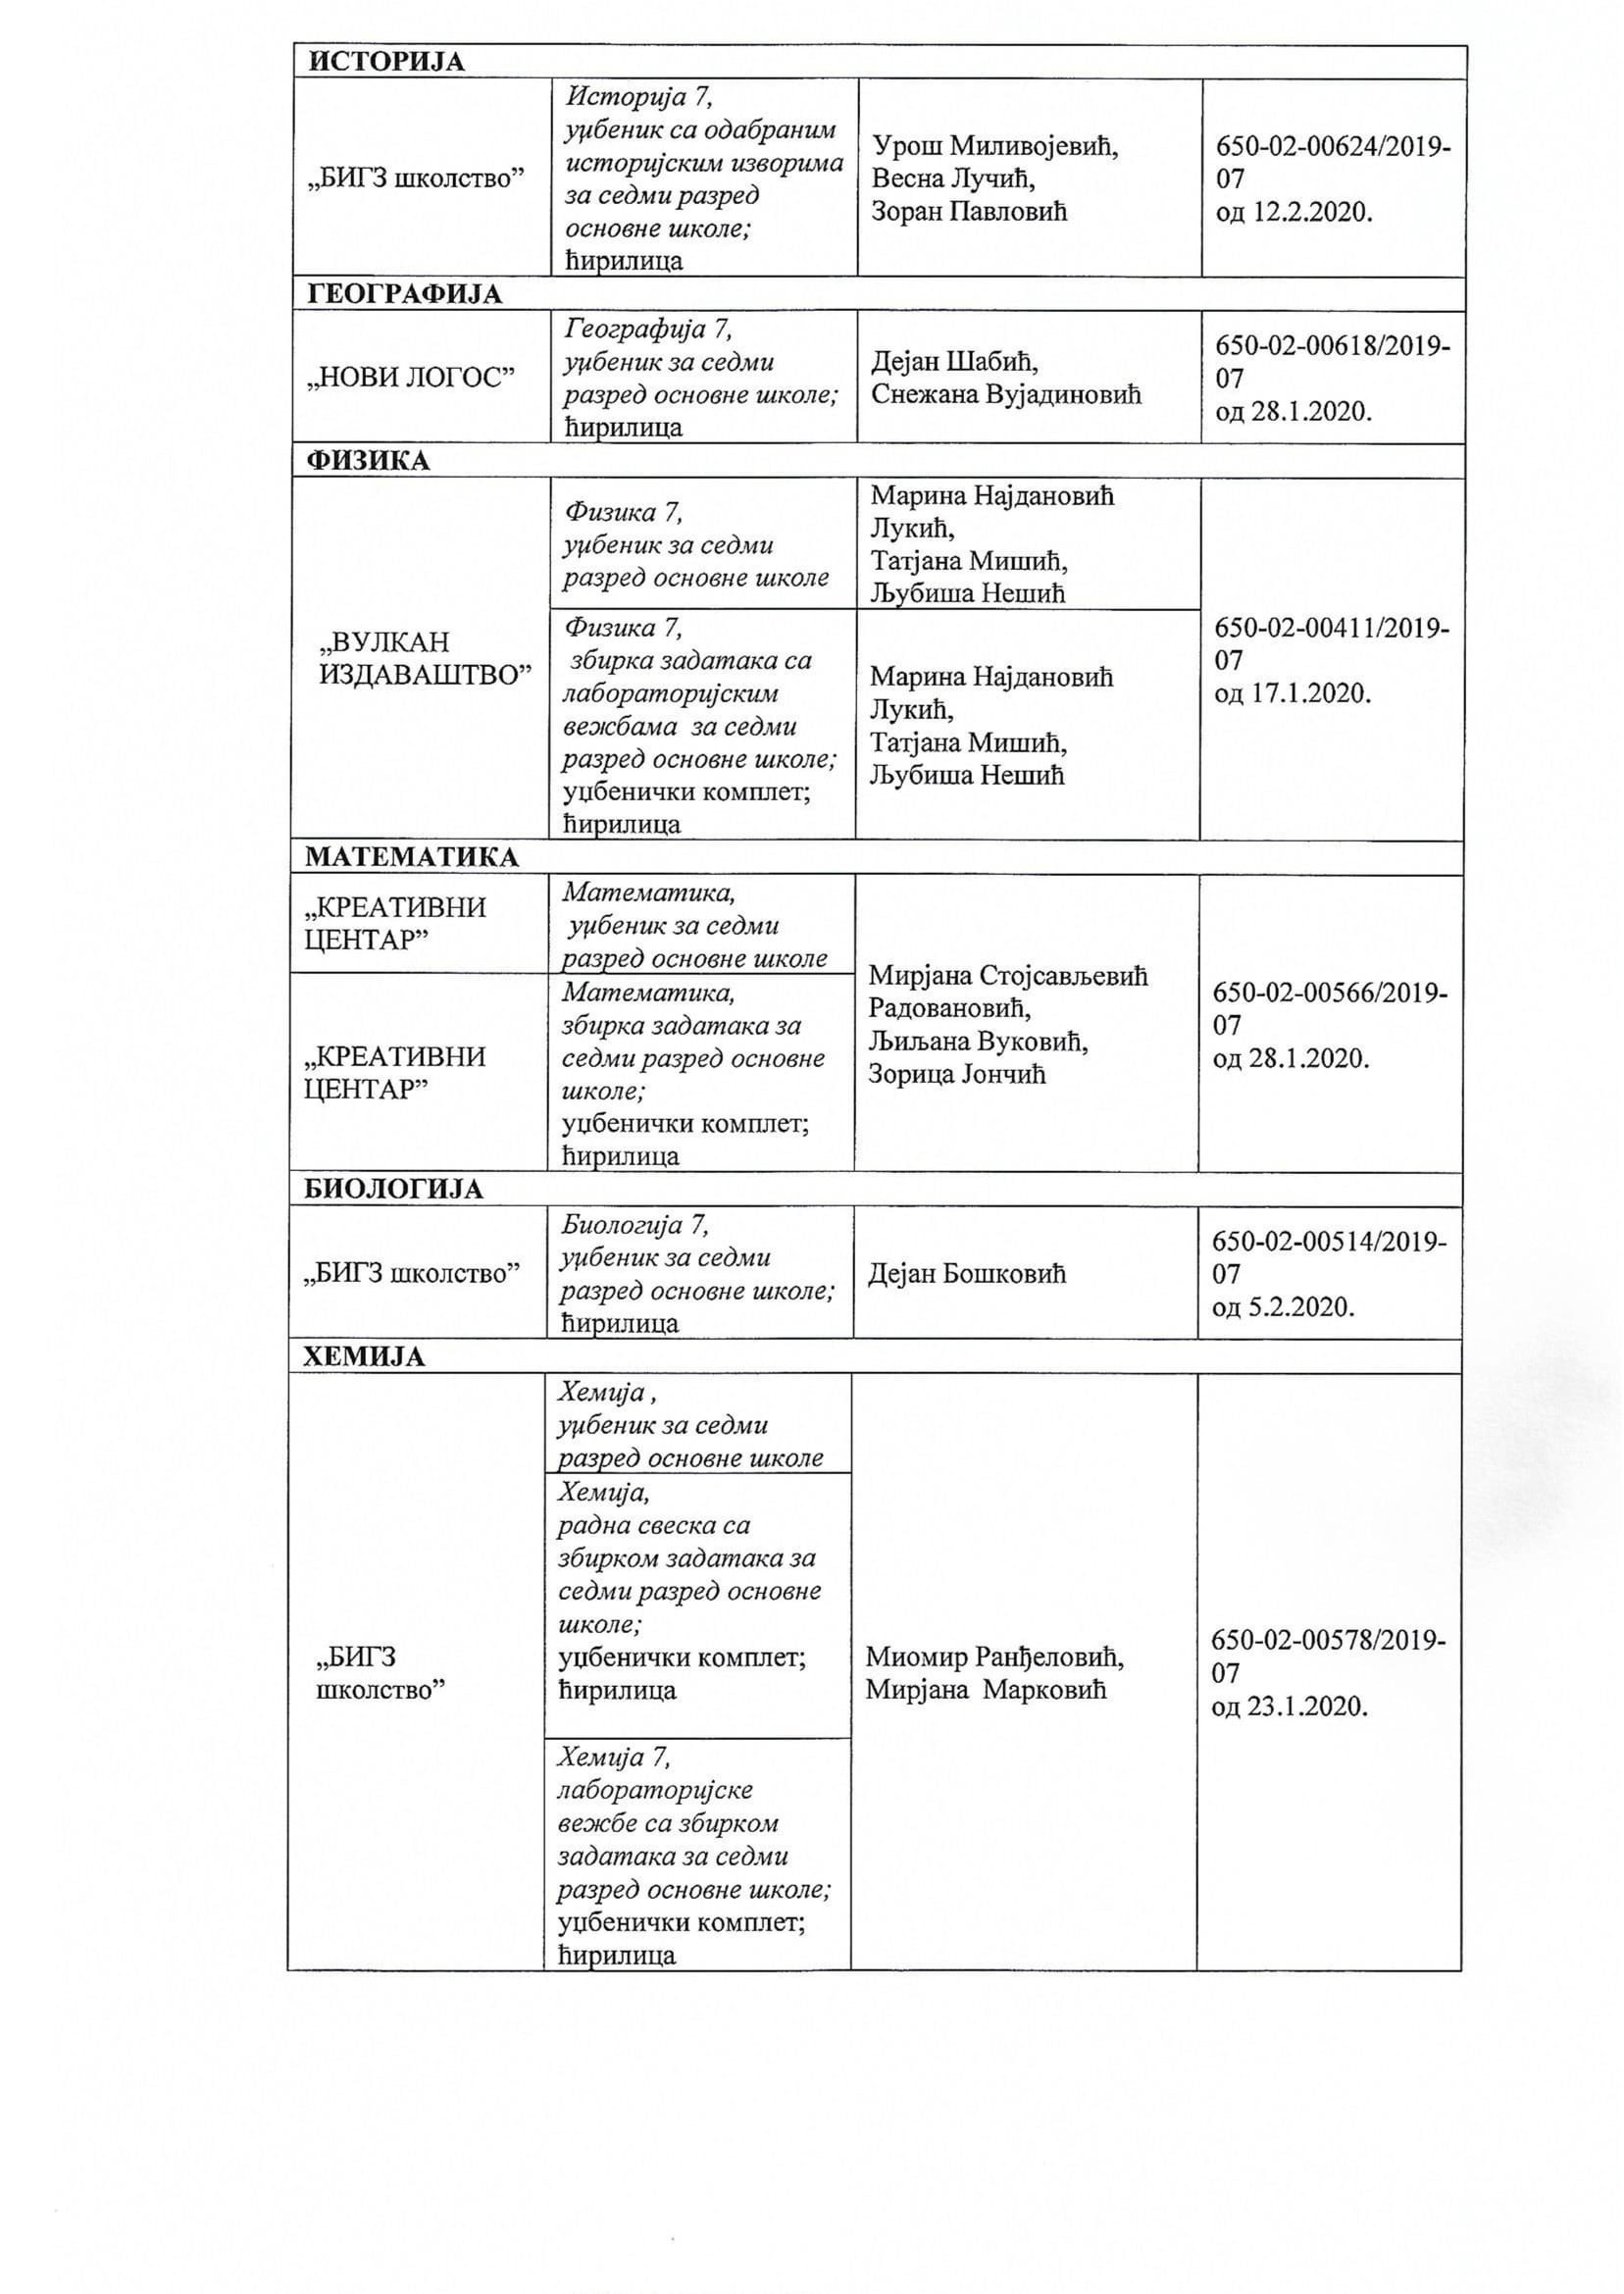 ИСТОРИЈА
„БИГЗ школство”
Историја 7,
уџбеник са одабраним
историјским изворима
за седми разред
основне школе;
ћирилица
Урош Миливојевић,
Весна Лучић,
Зоран Павловић
650-02-00624/2019-
07
од 12.2.2020.
ГЕОГРАФИЈА
„НОВИ ЛОГОС”
Географија 7,
уџбеник за седми
разред основне школе;
ћирилица
Дејан Шабић,
Снежана Вујадиновић
650-02-00618/2019-
07
од 28.1.2020.
ФИЗИКА
„ВУЛКАН
ИЗДАВАШТВО”
Физика 7,
уџбеник за седми
разред основне школе
Марина Најдановић
Лукић,
Татјана Мишић,
Љубиша Нешић
Физика 7,
збирка задатака са
лабораторијским
вежбама за седми
разред основне школе;
уџбенички комплет;
ћирилица
Марина Најдановић
Лукић,
Татјана Мишић,
Љубиша Нешић
650-02-00411/2019-
07
од 17.1.2020.
МАТЕМАТИКА
„КРЕАТИВНИ
ЦЕНТАР”
Математика,
уџбеник за седми
разред основне школе
„КРЕАТИВНИ
ЦЕНТАР”
Математика,
збирка задатака за
седми разред основне
школе;
уџбенички комплет;
ћирилица
Мирјана Стојсављевић
Радовановић,
Љиљана Вуковић,
Зорица Јончић
650-02-00566/2019-
07
од 28.1.2020.
БИОЛОГИЈА
„БИГЗ школство”
Биологија 7,
уџбеник за седми
разред основне школе;
ћирилица
Дејан Бошковић
650-02-00514/2019-
07
од 5.2.2020.
ХЕМИЈА
„БИГЗ
школство”
Хемија ,
уџбеник за седми
разред основне школе
Хемија,
радна свеска са
збирком задатака за
седми разред основне
школе;
уџбенички комплет;
ћирилица
Хемија 7,
лабораторијске
вежбе са збирком
задатака за седми
разред основне школе;
уџбенички комплет;
ћирилица
Миомир Ранђеловић,
Мирјана Марковић
650-02-00578/2019-
07
од 23.1.2020.